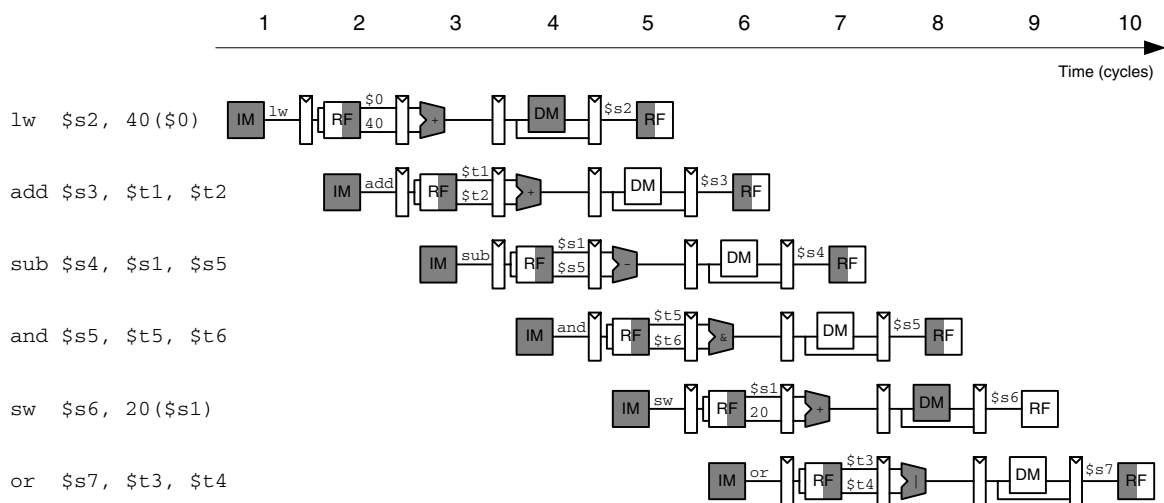 1 2 3 4 5 6 7 8 9 10
Time (cycles)
lw $s2, 40($0) IM lw RF $0 40 + DM $s2 RF
add $s3, $t1, $t2 IM add RF $t1 $t2 + DM $s3 RF
sub $s4, $s1, $s5 IM sub RF $s1 $s5 - DM $s4 RF
and $s5, $t5, $t6 IM and RF $t5 $t6 & DM $s5 RF
sw $s6, 20($s1) IM sw RF $s1 20 + DM $s6 RF
or $s7, $t3, $t4 IM or RF $t3 $t4 | DM $s7 RF